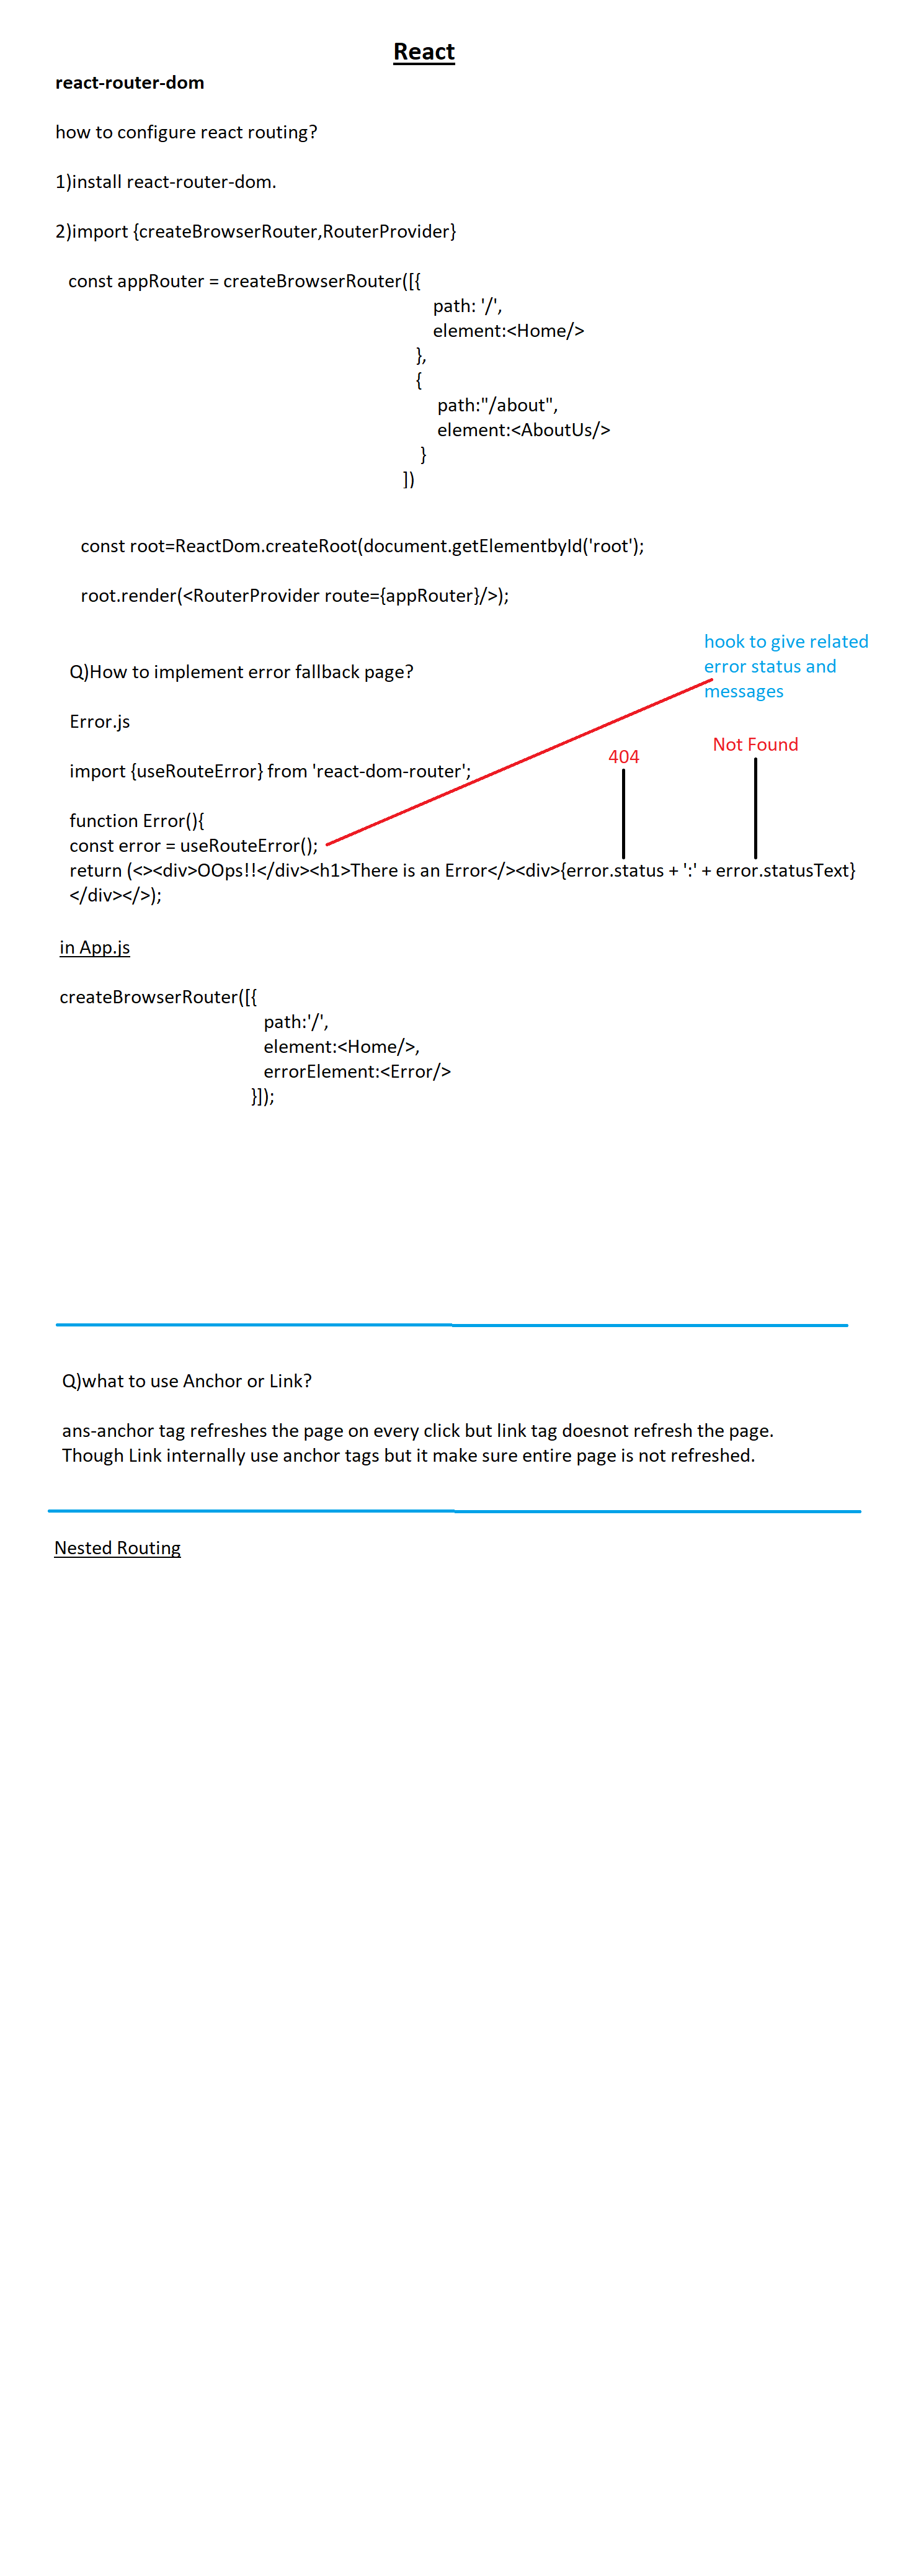 React
react-router-dom
how to configure react routing?
1)install react-router-dom.
2)import {createBrowserRouter,RouterProvider}
const appRouter = createBrowserRouter([{
path: '/',
element:<Home/>
},
{
path:"/about",
element:<AboutUs/>
}
])
const root=ReactDom.createRoot(document.getElementbyId('root');
root.render(<RouterProvider route={appRouter}/>);
hook to give related
error status and
messages
Q)How to implement error fallback page?
Error.js
404
Not Found
import {useRouteError} from 'react-dom-router';
function Error(){
const error = useRouteError();
return (<><div>OOps!!</div><h1>There is an Error</><div>{error.status + ':' + error.statusText}
</div></>);
in App.js
createBrowserRouter([{
path:'/',
element:<Home/>,
errorElement:<Error/>
}]);
Q)what to use Anchor or Link?
ans-anchor tag refreshes the page on every click but link tag doesnot refresh the page.
Though Link internally use anchor tags but it make sure entire page is not refreshed.
Nested Routing